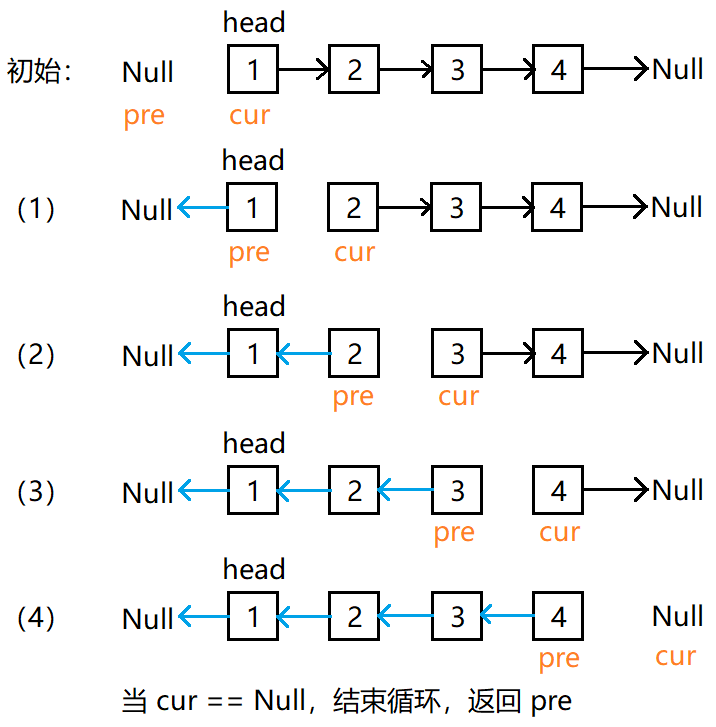 head
初始： Null 1 2 3 4 Null
pre cur
head
（1） Null 1 2 3 4 Null
pre cur
head
（2） Null 1 2 3 4 Null
pre cur
head
（3） Null 1 2 3 4 Null
pre cur
head
（4） Null 1 2 3 4 Null
pre cur
当 cur == Null，结束循环，返回 pre